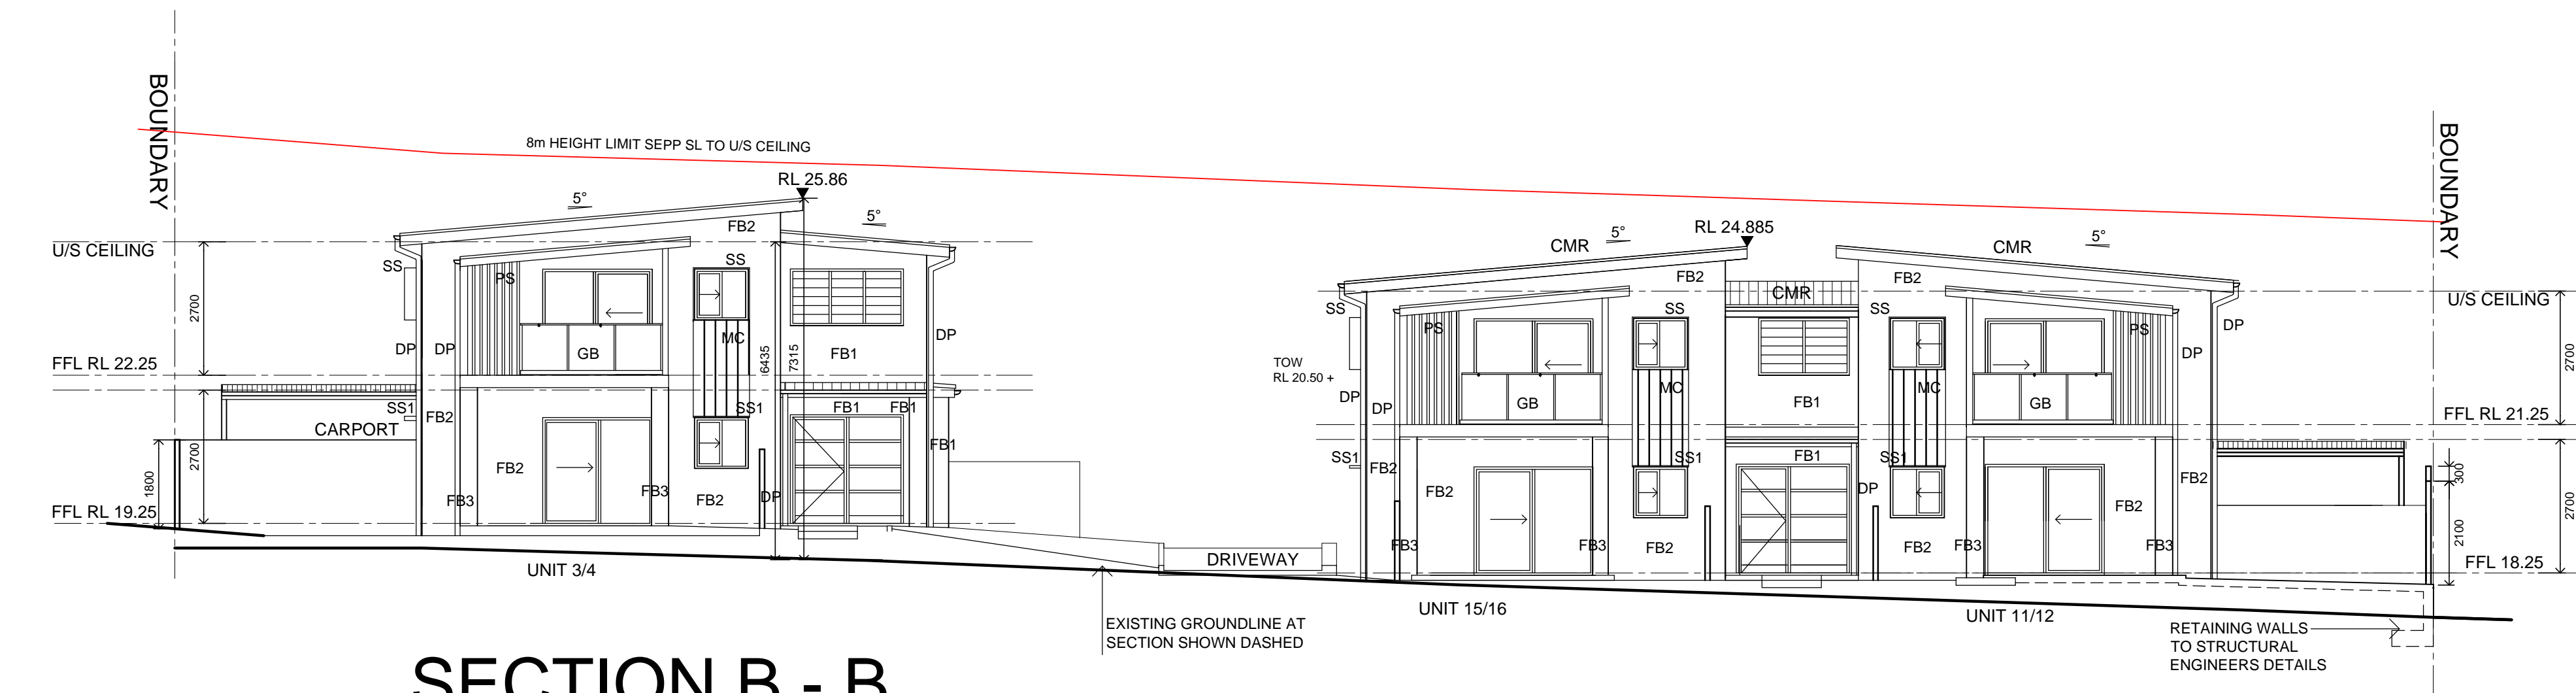 BOUNDARY
8m HEIGHT LIMIT SEPP SL TO U/S CEILING
BOUNDARY
RL 25.86
5°
5°
FB2
U/S CEILING
SS
SS
PS
2700
DP
DP
GB
MC
6435
7315
FB1
DP
FFL RL 22.25
SS1
FB2
SS1
FB1
FB1
CARPORT
FB1
1800
2700
FB2
FB3
FB3
FB2
DP
FFL RL 19.25
UNIT 3/4
DRIVEWAY
EXISTING GROUNDLINE AT
SECTION SHOWN DASHED
RL 24.885
CMR
5°
CMR
5°
FB2
FB2
CMR
U/S CEILING
SS
SS
SS
DP
PS
PS
TOW
RL 20.50 +
DP
2700
DP
DP
MC
MC
GB
FB1
GB
FFL RL 21.25
SS1
SS1
FB1
SS1
FB2
FB2
300
FB2
DP
FB2
2700
2100
FB3
FB3
FB2
FB2
FB3
FB3
FFL 18.25
UNIT 15/16
UNIT 11/12
RETAINING WALLS
TO STRUCTURAL
ENGINEERS DETAILS
SECTION B - B